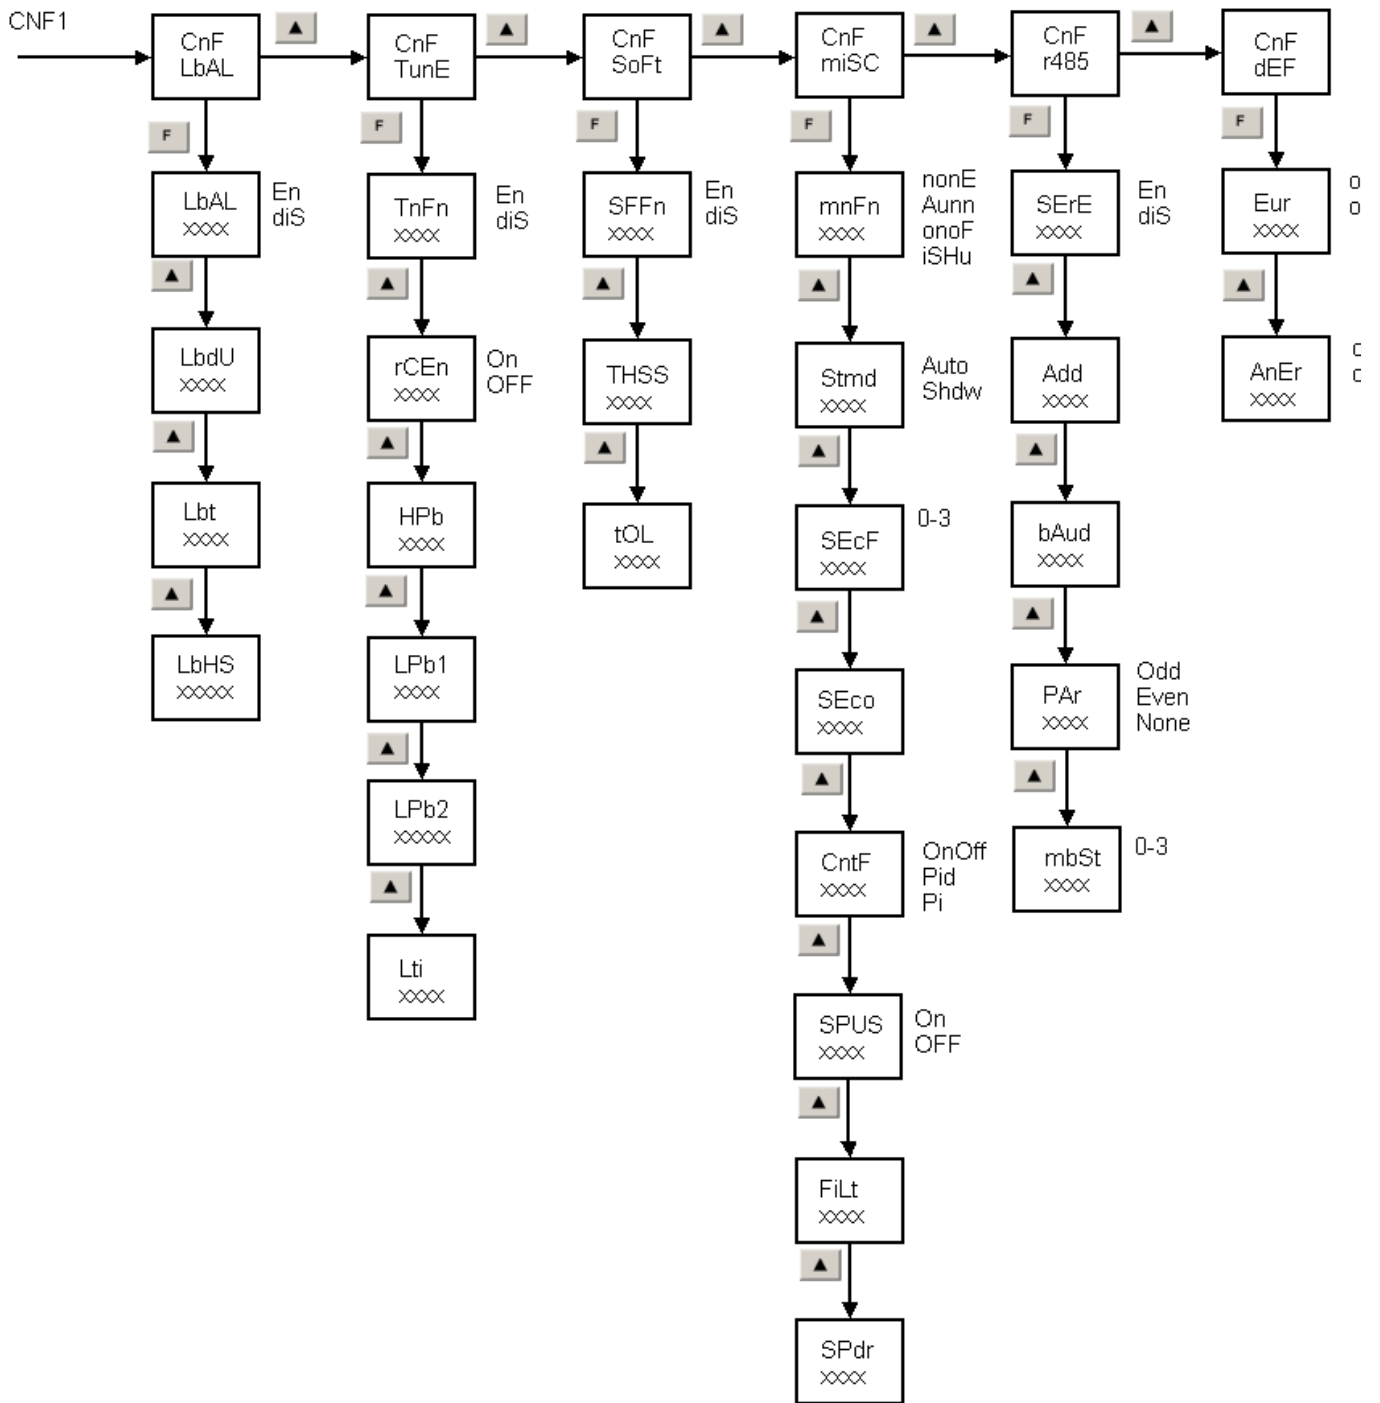 CNF1
CnF
LbAL
CnF
TunE
CnF
SoFt
CnF
miSC
CnF
r485
CnF
dEF
F
F
F
F
F
F
LbAL
XXXX
En
diS
LbdU
XXXX
Lbt
XXXX
LbHS
XXXXX
TnFn
XXXX
En
diS
rCEn
XXXX
On
OFF
HPb
XXXX
LPb1
XXXX
LPb2
XXXXX
Lti
XXXX
SFFn
XXXX
En
diS
THSS
XXXX
tOL
XXXX
mnFn
XXXX
nonE
Aunn
onoF
iSHu
Stmd
XXXX
Auto
Shdw
SEcF
XXXX
0-3
SEco
XXXX
CntF
XXXX
OnOff
Pid
Pi
SPUS
XXXX
On
OFF
FiLt
XXXX
SPdr
XXXX
SErE
XXXX
En
diS
Add
XXXX
bAud
XXXX
PAr
XXXX
Odd
Even
None
mbSt
XXXX
0-3
Eur
XXXX
o
o
AnEr
XXXX